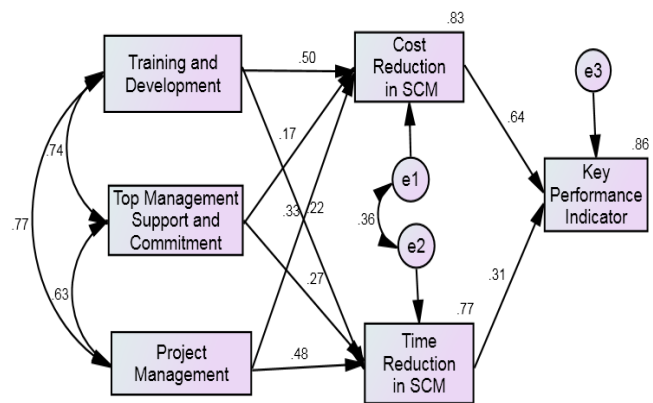 .83
Training and
Development
.50
Cost
Reduction
in SCM
e3
.64
.86
.17
.74
Top Management
Support and
Commitment
.33
.22
e1
Key
Performance
Indicator
.77
.36
e2
.63
.27
.31
.77
Project
Management
.48
Time
Reduction
in SCM